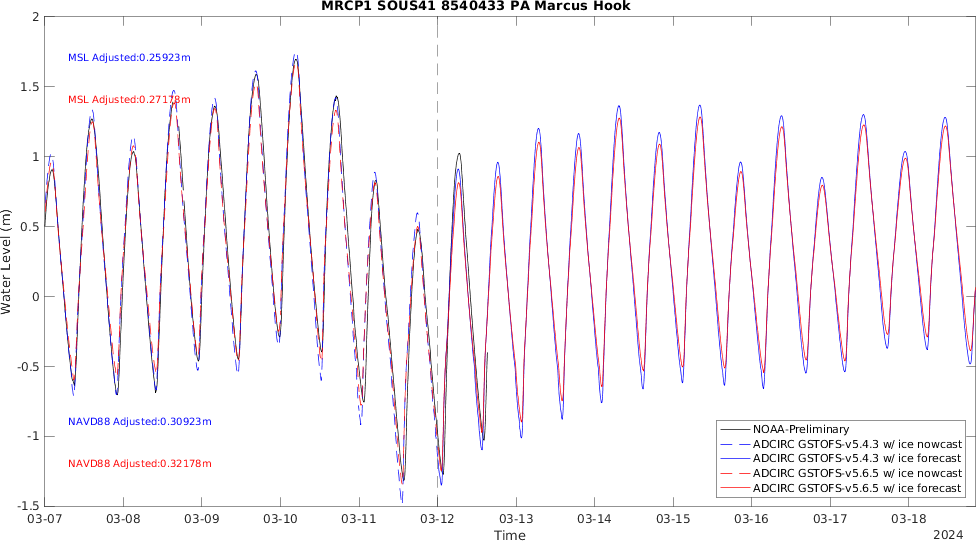 MRCP1 SOUS41 8540433 PA Marcus Hook
2
1.5
1
0.5
0
-0.5
-1
-1.5
Water Level (m)
MSL Adjusted:0.25923m
MSL Adjusted:0.27178m
NAVD88 Adjusted:0.30923m
NAVD88 Adjusted:0.32178m
NOAA-Preliminary
ADCIRC GSTOFS-v5.4.3 w/ ice nowcast
ADCIRC GSTOFS-v5.4.3 w/ ice forecast
ADCIRC GSTOFS-v5.6.5 w/ ice nowcast
ADCIRC GSTOFS-v5.6.5 w/ ice forecast
03-07 03-08 03-09 03-10 03-11 03-12 03-13 03-14 03-15 03-16 03-17 03-18
Time
2024